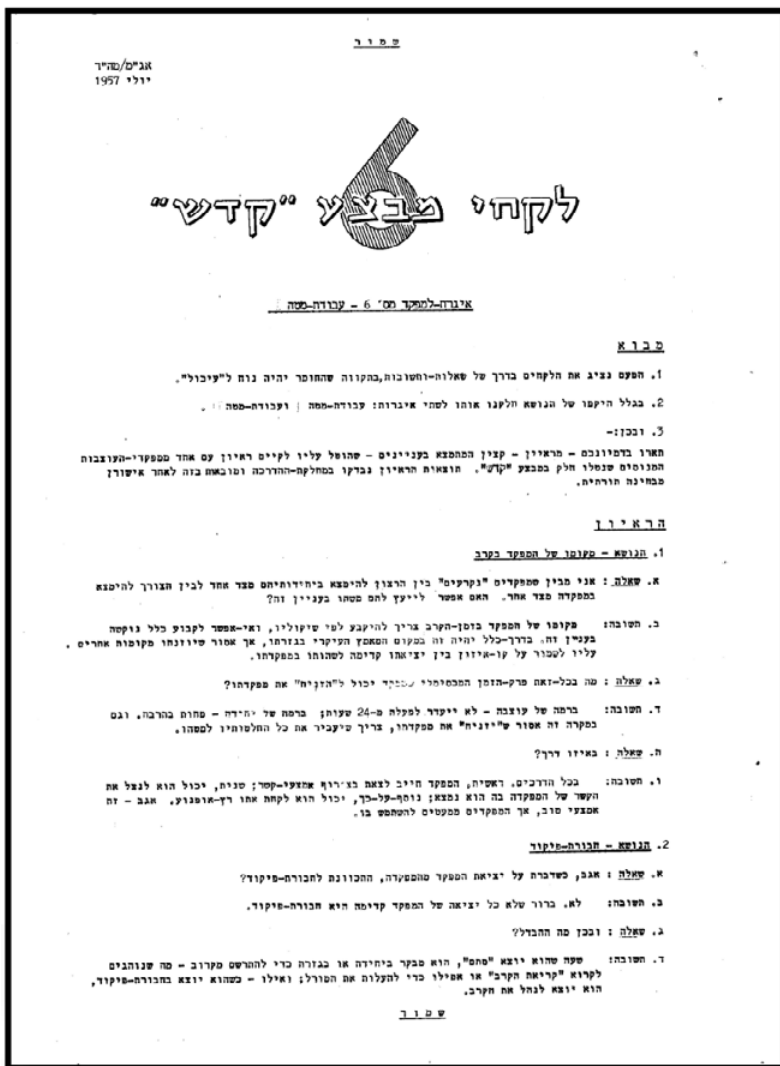 שמור
אג"מ/מה"ד
יולי 1957
6
לקחי מבצע "קדש"
איגרת-למפקד מס' 6 - עבודת-מטה
מבוא
1. הפעם נציג את הלקחים בדרך של שאלות-ותשובות, בתקווה שהחומר יהיה נוח ל"עיכול".
2. בגלל היקפו של הנושא חלקנו אותו לשתי איגרות: עבודת-מטה ועבודת-מטה
3. ובכן:-
תארו בדמיונכם - מראיין - קצין המתמצא בעניינים - שהוטל עליו לקיים ראיון עם אחד ממפקדי-העוצבות
המנוסים שנטלו חלק במבצע "קדש". תוצאות הראיון נבדקו במחלקת-ההדרכה ומובאות בזה לאחר אישורן
מבחינה תורתית.
הראיון
1. הנושא - מקומו של המפקד בקרב
א. שאלה: אני מבין שמפקדים "נקרעים" בין הרצון להימצא ביחידותיהם מצד אחד לבין הצורך להימצא
במפקדה מצד אחר. האם אפשר לייעץ להם משהו בעניין זה?
ב. תשובה: מקומו של המפקד בזמן-הקרב צריך להיקבע לפי שיקוליו, ואי-אפשר לקבוע כלל נוקשה
בעניין זה. בדרך-כלל יהיה זה במקום המאמץ העיקרי בגזרתו, אך אסור שיוזנחו מקומות אחרים.
עליו לשמור על קו-איזון בין יציאתו קדימה לשהותו במפקדתו.
ג. שאלה: מה בכל-זאת פרק-הזמן המכסימלי שמפקד יכול ל"הזניח" את מפקדתו?
ד. תשובה: ברמה של עוצבה - לא ייעדר למעלה מ-24 שעות; ברמה של יחידה - פחות בהרבה. וגם
במקרה זה אסור ש"יזניח" את מפקדתו, צריך שיעביר את כל החלטותיו למטהו.
ה. שאלה: באיזו דרך?
ו. תשובה: בכל הדרכים. ראשית, המפקד חייב לצאת בצירוף אמצעי-קשר; שנית, יכול הוא לנצל את
הקשר של המפקדה בה הוא נמצא; נוסף-על-כך, יכול הוא לקחת אתו רץ-אופנוע. אגב - זה
אמצעי טוב, אך המפקדים ממעטים להשתמש בו.
2. הנושא - חבורת-פיקוד
א. שאלה: אגב, כשדברת על יציאת המפקד מהמפקדה, התכוונת לחבורת-פיקוד?
ב. תשובה: לא. ברור שלא כל יציאה של המפקד קדימה היא חבורת-פיקוד.
ג. שאלה: ובכן מה ההבדל?
ד. תשובה: שעה שהוא יוצא "סתם", הוא מבקר ביחידה או בגזרה כדי להתרשם מקרוב - מה שנוהגים
לקרוא "קריאת הקרב" או אפילו כדי להעלות את המורל; ואילו - כשהוא יוצא בחבורת-פיקוד,
הוא יוצא לנהל את הקרב.
שמור